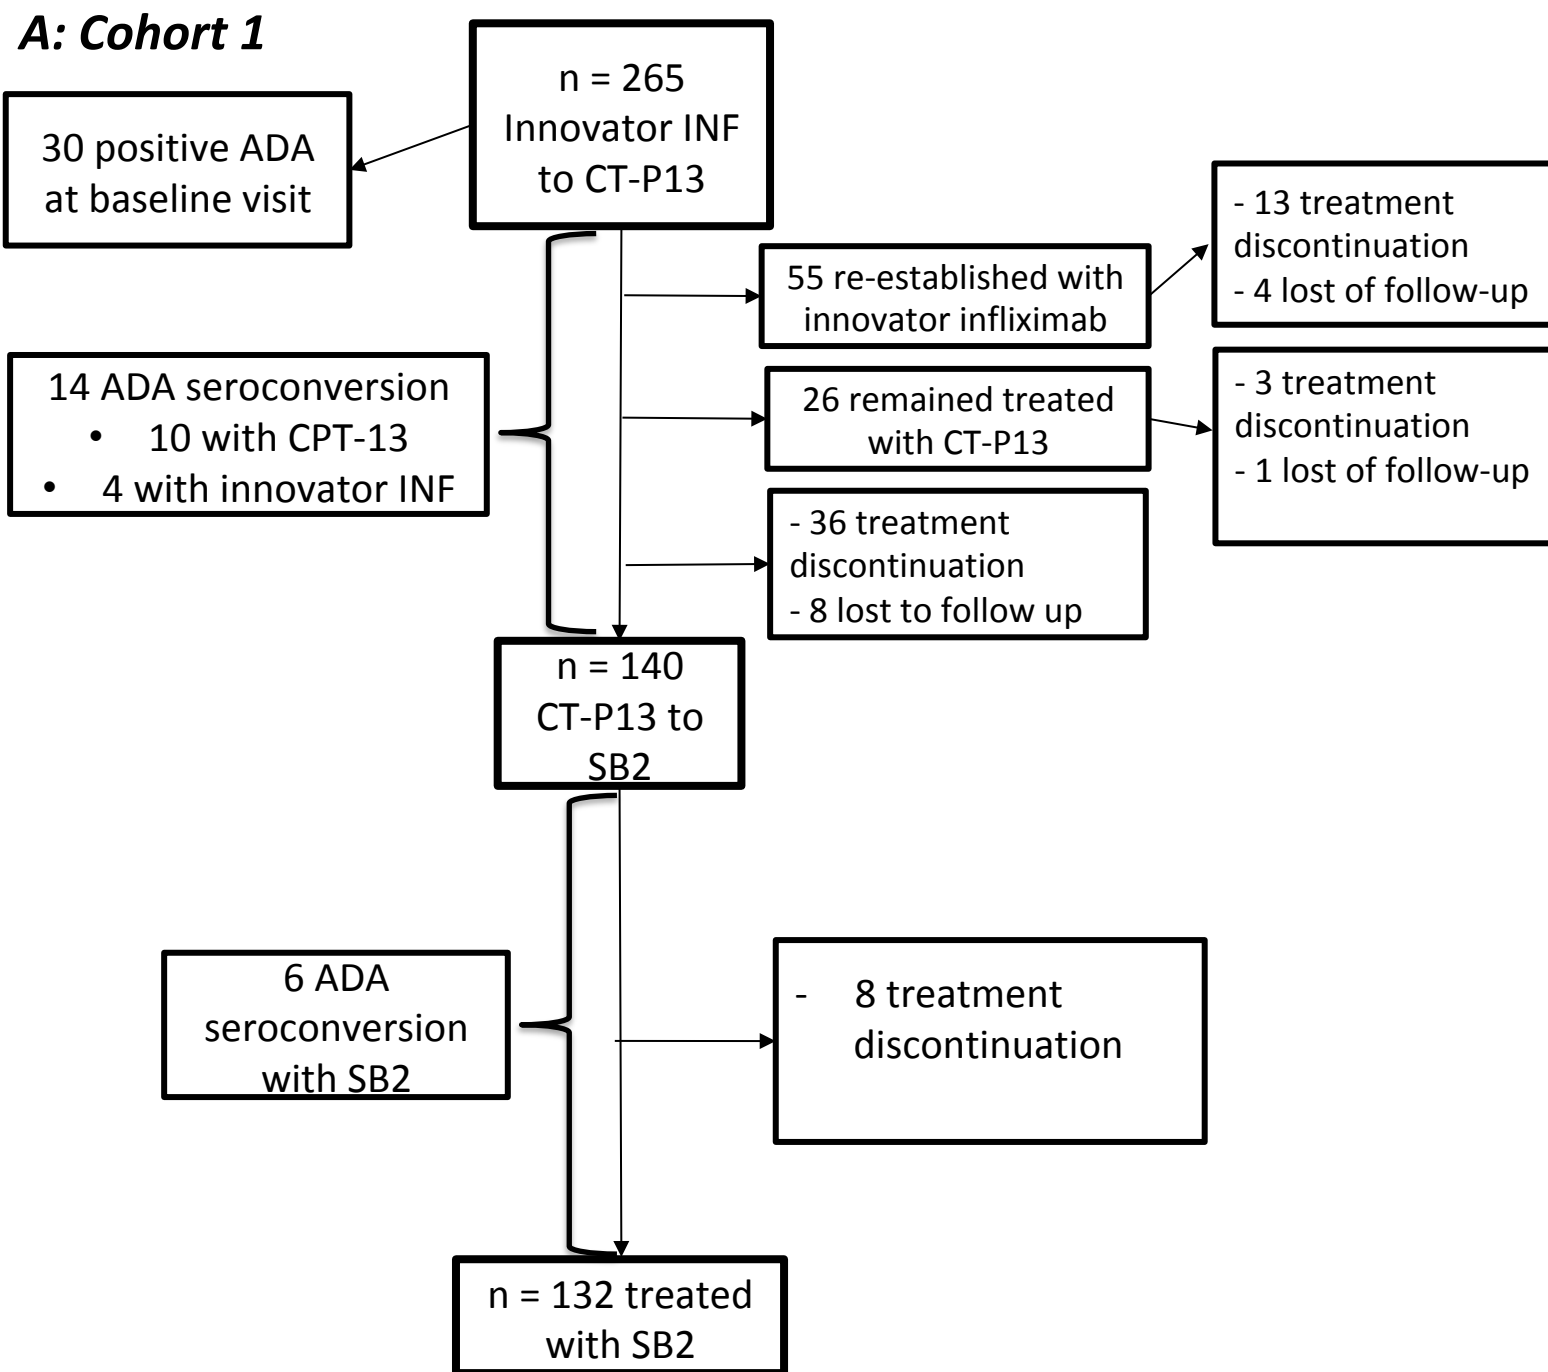 A: Cohort 1
n = 265
Innovator INF
to CT-P13
30 positive ADA
at baseline visit
55 re-established with
innovator infliximab
- 13 treatment
discontinuation
- 4 lost of follow-up
14 ADA seroconversion
• 10 with CPT-13
• 4 with innovator INF
26 remained treated
with CT-P13
- 3 treatment
discontinuation
- 1 lost of follow-up
- 36 treatment
discontinuation
- 8 lost to follow up
n = 140
CT-P13 to
SB2
6 ADA
seroconversion
with SB2
- 8 treatment
discontinuation
n = 132 treated
with SB2